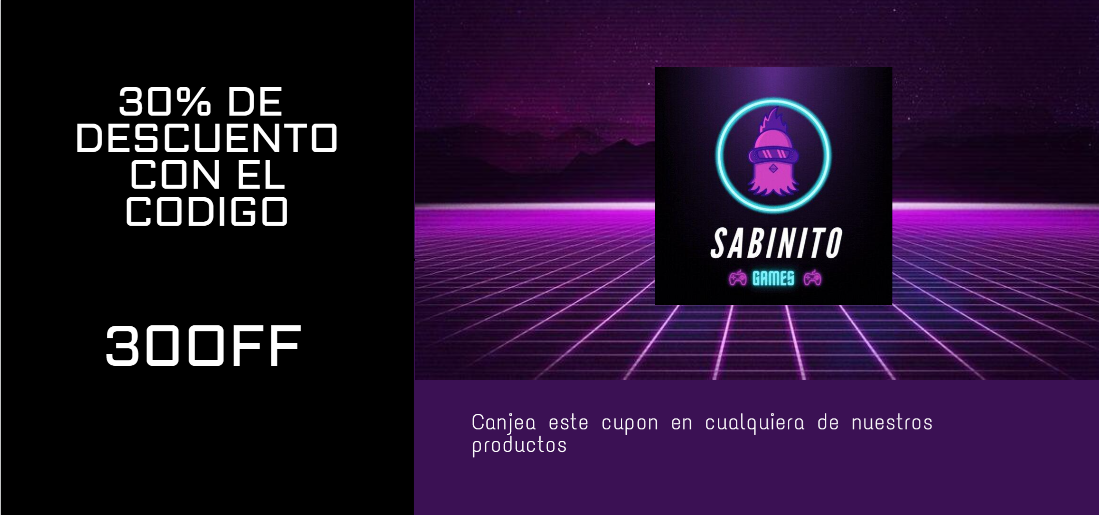 30% DE
DESCUENTO
CON EL
CODIGO
30OFF
SABINITO
GAMES
Canjea este cupon en cualquiera de nuestros
productos